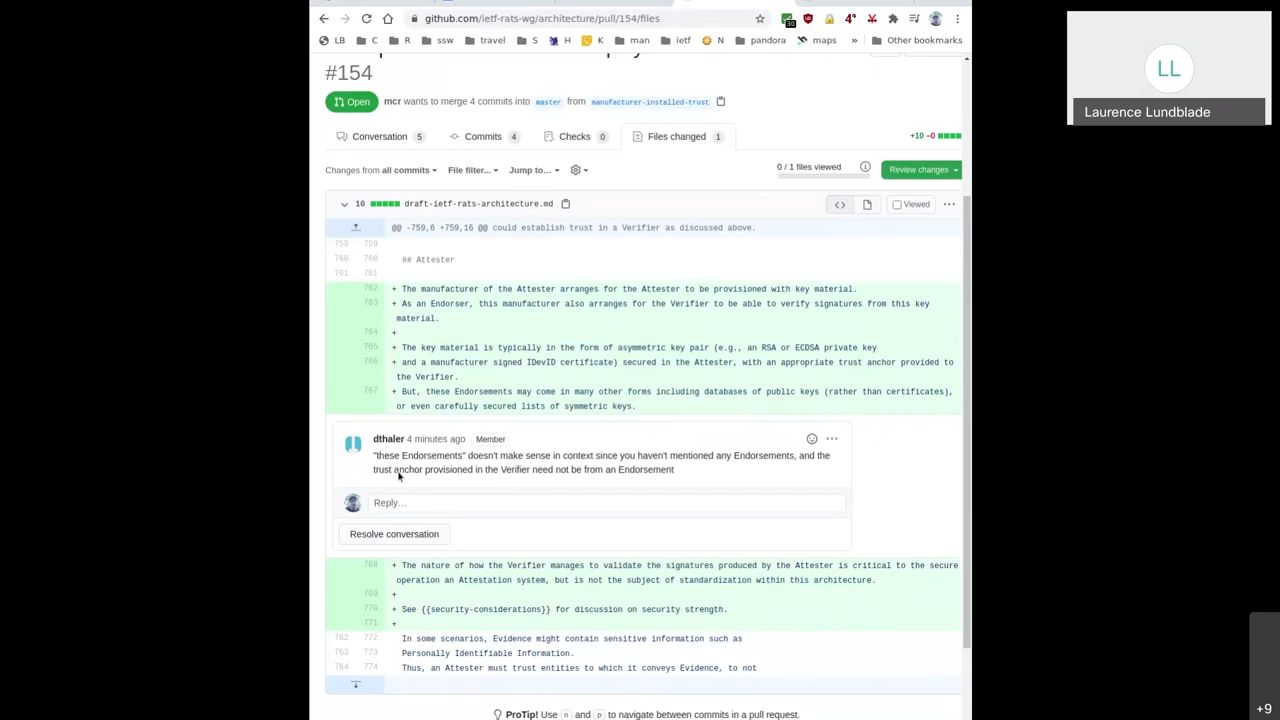 github.com/ietf-rats-wg/architecture/pull/154/files
30
LB C R ssw travel S H K man ietf N pandora maps » Other bookmarks
#154
Open mcr wants to merge 4 commits into master from manufacturer-installed-trust
Conversation 5 Commits 4 Checks 0 Files changed 1 +10 −0
Changes from all commits File filter... Jump to... 0 / 1 files viewed Review changes
10 draft-ietf-rats-architecture.md Viewed
@@ -759,6 +759,16 @@ could establish trust in a Verifier as discussed above.
759 759
760 760 ## Attester
761 761
762 + The manufacturer of the Attester arranges for the Attester to be provisioned with key material.
763 + As an Endorser, this manufacturer also arranges for the Verifier to be able to verify signatures from this key
material.
764 +
765 + The key material is typically in the form of asymmetric key pair (e.g., an RSA or ECDSA private key
766 + and a manufacturer signed IDevID certificate) secured in the Attester, with an appropriate trust anchor provided to
the Verifier.
767 + But, these Endorsements may come in many other forms including databases of public keys (rather than certificates),
or even carefully secured lists of symmetric keys.
dthaler 4 minutes ago Member
"these Endorsements" doesn't make sense in context since you haven't mentioned any Endorsements, and the
trust anchor provisioned in the Verifier need not be from an Endorsement
Reply...
Resolve conversation
768 + The nature of how the Verifier manages to validate the signatures produced by the Attester is critical to the secure
operation an Attestation system, but is not the subject of standardization within this architecture.
769 +
770 + See {{security-considerations}} for discussion on security strength.
771 +
762 772 In some scenarios, Evidence might contain sensitive information such as
763 773 Personally Identifiable Information.
764 774 Thus, an Attester must trust entities to which it conveys Evidence, to not
ProTip! Use n and p to navigate between commits in a pull request.
LL
Laurence Lundblade
+9